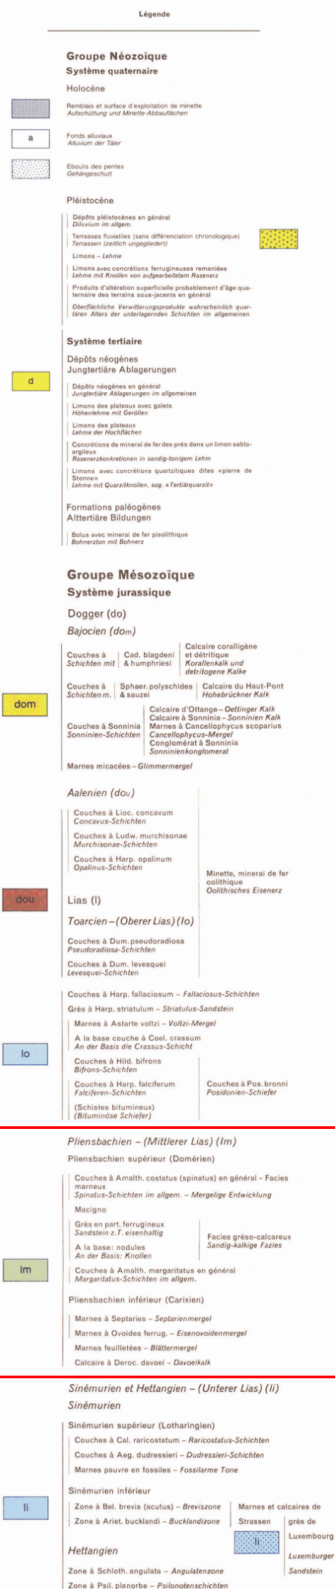 Légende
Groupe Néozoïque
Système quaternaire
Holocène
Remblais et surface d'exploitation de minette
Aufschüttung und Minette-Abbauflächen
a
Fonds alluviaux
Alluvium der Täler
Eboulis des pentes
Gehängeschutt
Pléistocène
Dépôts pléistocènes en général
Diluvium im allgem.
Terrasses fluviatiles (sans différenciation chronologique)
Terrassen (zeitlich ungegliedert)
Limons – Lehme
Limons avec concrétions ferrugineuses remaniées
Lehme mit Knollen von aufgearbeitetem Rasenerz
Produits d'altération superficielle probablement d'âge qua-
ternaire des terrains sous-jacents en général
Oberflächliche Verwitterungsprodukte wahrscheinlich quar-
tären Alters der unterlagernden Schichten im allgemeinen
Système tertiaire
Dépôts néogènes
Jungtertiäre Ablagerungen
d
Dépôts néogènes en général
Jungtertiäre Ablagerungen im allgemeinen
Limons des plateaux avec galets
Höhenlehme mit Geröllen
Limons des plateaux
Lehme der Hochflächen
Concrétions de minerai de fer des prés dans un limon sablo-
argileux
Rasenerzkonkretionen in sandig-tonigem Lehm
Limons avec concrétions quartzitiques dites «pierre de
Stonne»
Lehme mit Quarzitknollen, sog. «Tertiärquarzit»
Formations paléogènes
Alttertiäre Bildungen
Bolus avec minerai de fer pisolithique
Bohnerzton mit Bohnerz
Groupe Mésozoïque
Système jurassique
Dogger (do)
Bajocien (dom)
Couches à
Schichten mit
Cad. blagdeni
& humphriesi
Calcaire coralligène
et détritique
Korallenkalk und
detritogene Kalke
Couches à
Schichten m.
Sphaer. polyschides
& sauzei
Calcaire du Haut-Pont
Hohebrückner Kalk
dom
Couches à Sonninia
Sonninien-Schichten
Calcaire d'Ottange – Oettinger Kalk
Calcaire à Sonninia – Sonninien Kalk
Marnes à Cancellophycus scoparius
Cancellophycus-Mergel
Conglomérat à Sonninia
Sonninienkonglomerat
Marnes micacées – Glimmermergel
Aalenien (dou)
Couches à Lioc. concavum
Concavus-Schichten
Couches à Ludw. murchisonae
Murchisonae-Schichten
Couches à Harp. opalinum
Opalinus-Schichten
Minette, minerai de fer
oolithique
Oolithisches Eisenerz
dou
Lias (l)
Toarcien – (Oberer Lias) (lo)
Couches à Dum. pseudoradiosa
Pseudoradiosa-Schichten
Couches à Dum. levesquei
Levesquei-Schichten
Couches à Harp. fallaciosum – Fallaciosus-Schichten
Grès à Harp. striatulum – Striatulus-Sandstein
Marnes à Astarte voltzi – Voltzi-Mergel
A la base couche à Coel. crassum
An der Basis die Crassus-Schicht
lo
Couches à Hild. bifrons
Bifrons-Schichten
Couches à Harp. falciferum
Falciferen-Schichten
Couches à Pos. bronni
Posidonien-Schiefer
(Schistes bitumineux)
(Bituminöse Schiefer)
Pliensbachien – (Mittlerer Lias) (lm)
Pliensbachien supérieur (Domérien)
Couches à Amalth. costatus (spinatus) en général – Facies
marneux
Spinatus-Schichten im allgem. – Mergelige Entwicklung
Macigno
Grès en part. ferrugineux
Sandstein z.T. eisenhaltig
A la base: nodules
An der Basis: Knollen
Facies gréso-calcareux
Sandig-kalkige Fazies
lm
Couches à Amalth. margaritatus en général
Margaritatus-Schichten im allgem.
Pliensbachien inférieur (Carixien)
Marnes à Septaries – Septarienmergel
Marnes à Ovoides ferrug. – Eisenovoidenmergel
Marnes feuilletées – Blättermergel
Calcaire à Deroc. davoei – Davoeikalk
Sinémurien et Hettangien – (Unterer Lias) (li)
Sinémurien
Sinémurien supérieur (Lotharingien)
Couches à Cal. raricostatum – Raricostatus-Schichten
Couches à Aeg. dudressieri – Dudressieri-Schichten
Marnes pauvre en fossiles – Fossilarme Tone
Sinémurien inférieur
li
Zone à Bel. brevis (acutus) – Breviszone
Zone à Ariet. bucklandi – Bucklandizone
Marnes et calcaires de
Strassen
grès de
Luxembourg
li
Luxemburger
Sandstein
Hettangien
Zone à Schloth. angulata – Angulatenzone
Zone à Psil. planorbe – Psilonotenschichten